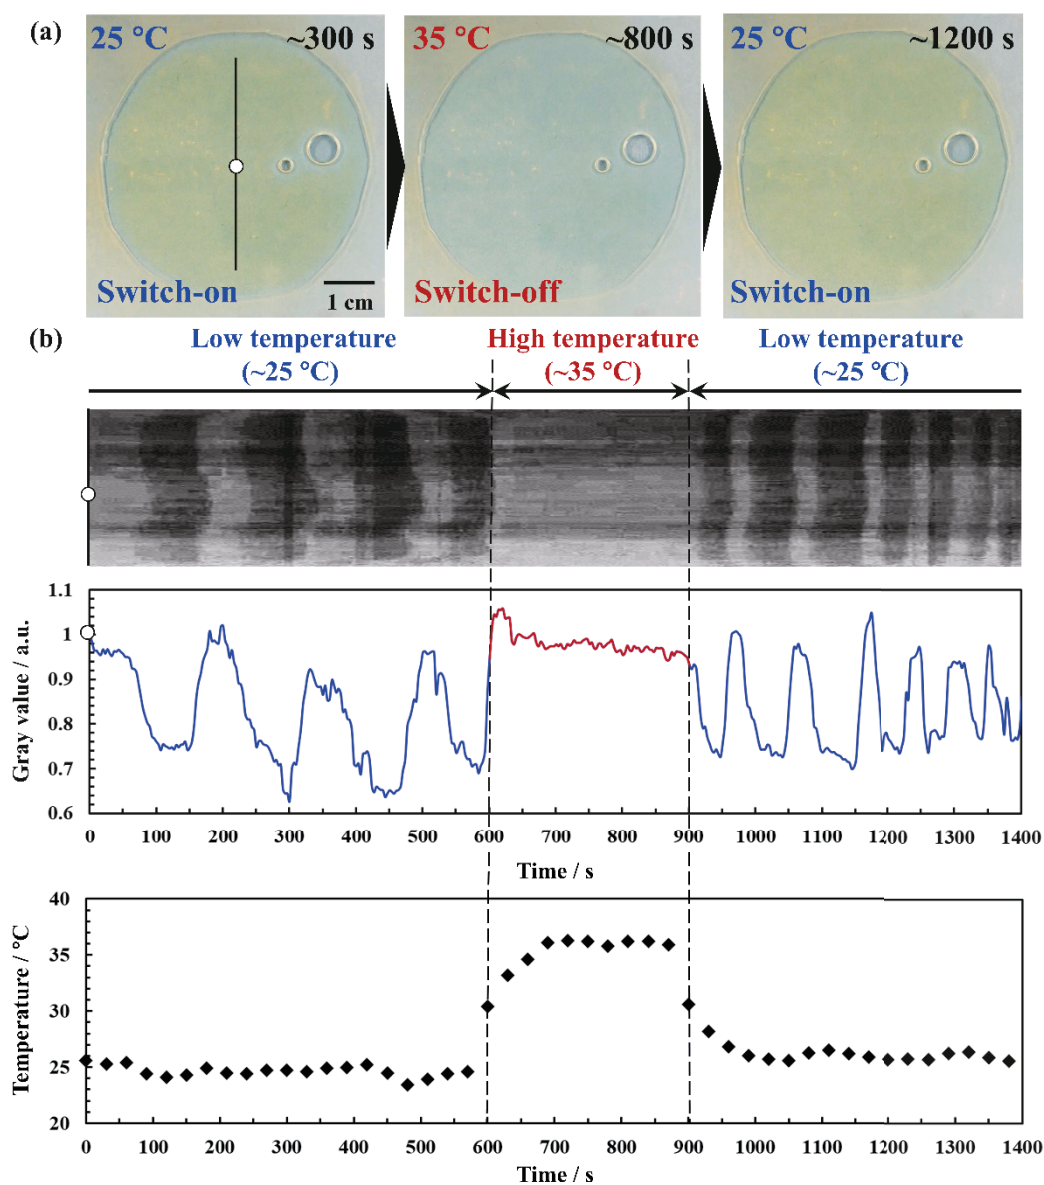 (a)
25 °C ~300 s
35 °C ~800 s
25 °C ~1200 s
Switch-on
1 cm
Switch-off
Switch-on
(b)
Low temperature
(~25 °C)
High temperature
(~35 °C)
Low temperature
(~25 °C)
Gray value / a.u.
1.1
1
0.9
0.8
0.7
0.6
0 100 200 300 400 500 600 700 800 900 1000 1100 1200 1300 1400
Time / s
Temperature / °C
40
35
30
25
20
0 100 200 300 400 500 600 700 800 900 1000 1100 1200 1300 1400
Time / s